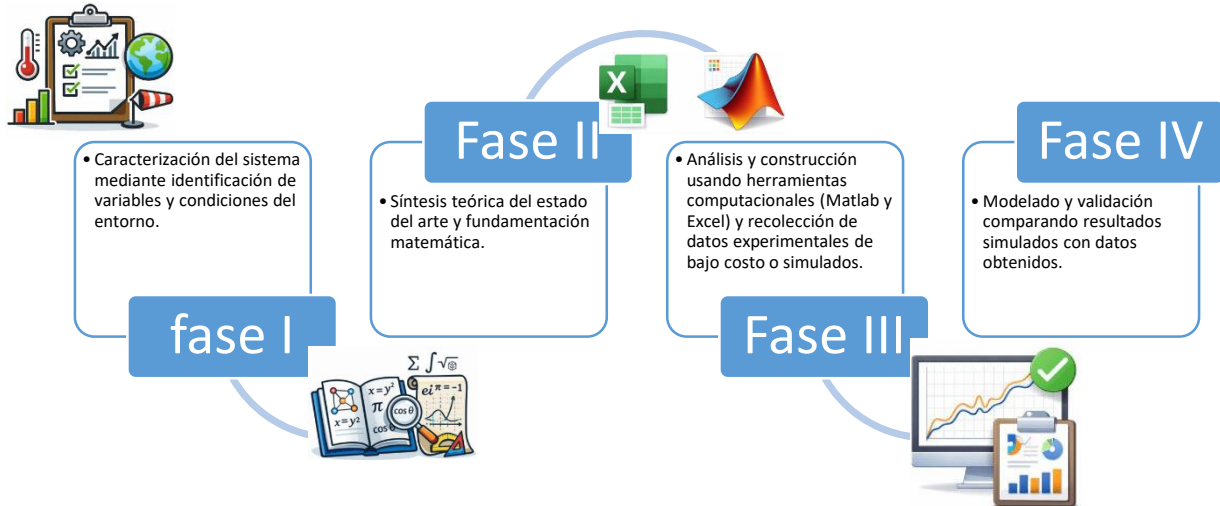 • Caracterización del sistema
mediante identificación de
variables y condiciones del
entorno.
fase I
Fase II
• Síntesis teórica del estado
del arte y fundamentación
matemática.
X
• Análisis y construcción
usando herramientas
computacionales (Matlab y
Excel) y recolección de
datos experimentales de
bajo costo o simulados.
Fase III
Fase IV
• Modelado y validación
comparando resultados
simulados con datos
obtenidos.
Σ ∫ √
x=y²
π
x=y²
cos θ
cos
ei π = -1